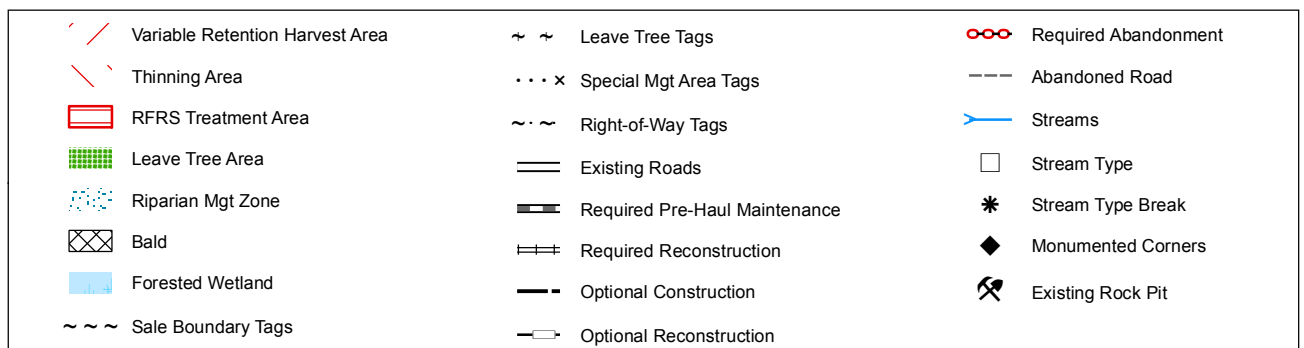 Variable Retention Harvest Area
Thinning Area
RFRS Treatment Area
Leave Tree Area
Riparian Mgt Zone
Bald
Forested Wetland
Sale Boundary Tags
Leave Tree Tags
Special Mgt Area Tags
Right-of-Way Tags
Existing Roads
Required Pre-Haul Maintenance
Required Reconstruction
Optional Construction
Optional Reconstruction
Required Abandonment
Abandoned Road
Streams
Stream Type
Stream Type Break
Monumented Corners
Existing Rock Pit